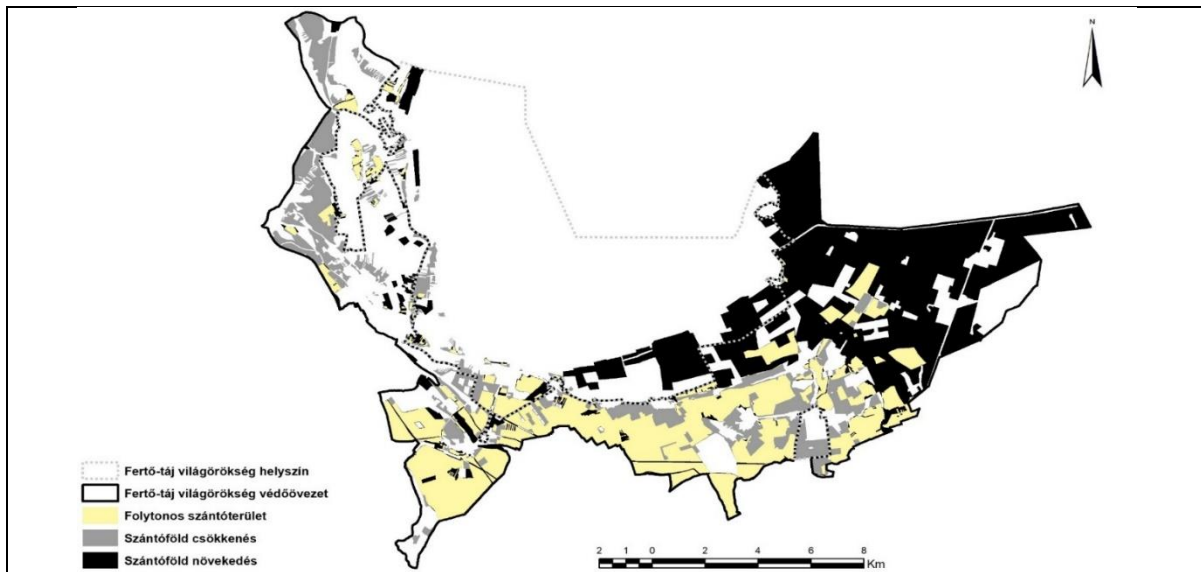 N
Fertő-táj világörökség helyszín
Fertő-táj világörökség védőövezet
Folytonos szántóterület
Szántóföld csökkenés
Szántóföld növekedés
2 1 0 2 4 6 8
Km